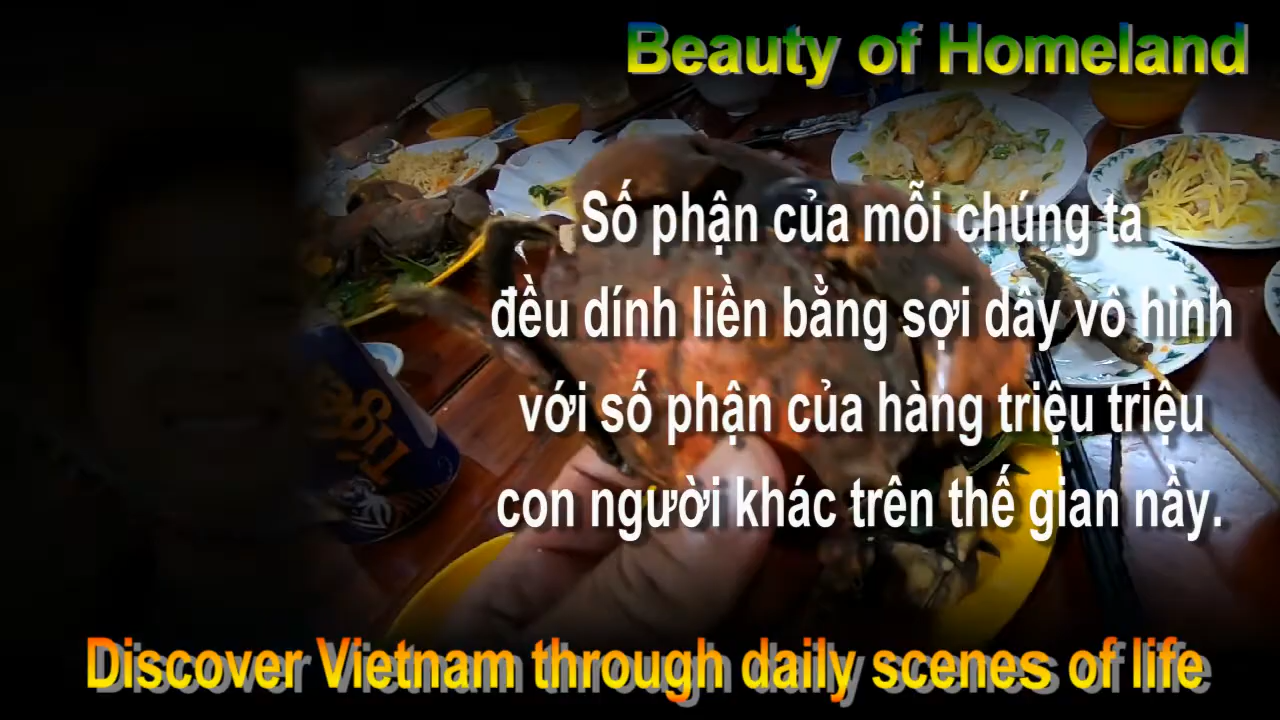 Beauty of Homeland
Số phận của mỗi chúng ta
đều dính liền bằng sợi dây vô hình
với số phận của hàng triệu triệu
con người khác trên thế gian nầy.
Tiger
Discover Vietnam through daily scenes of life